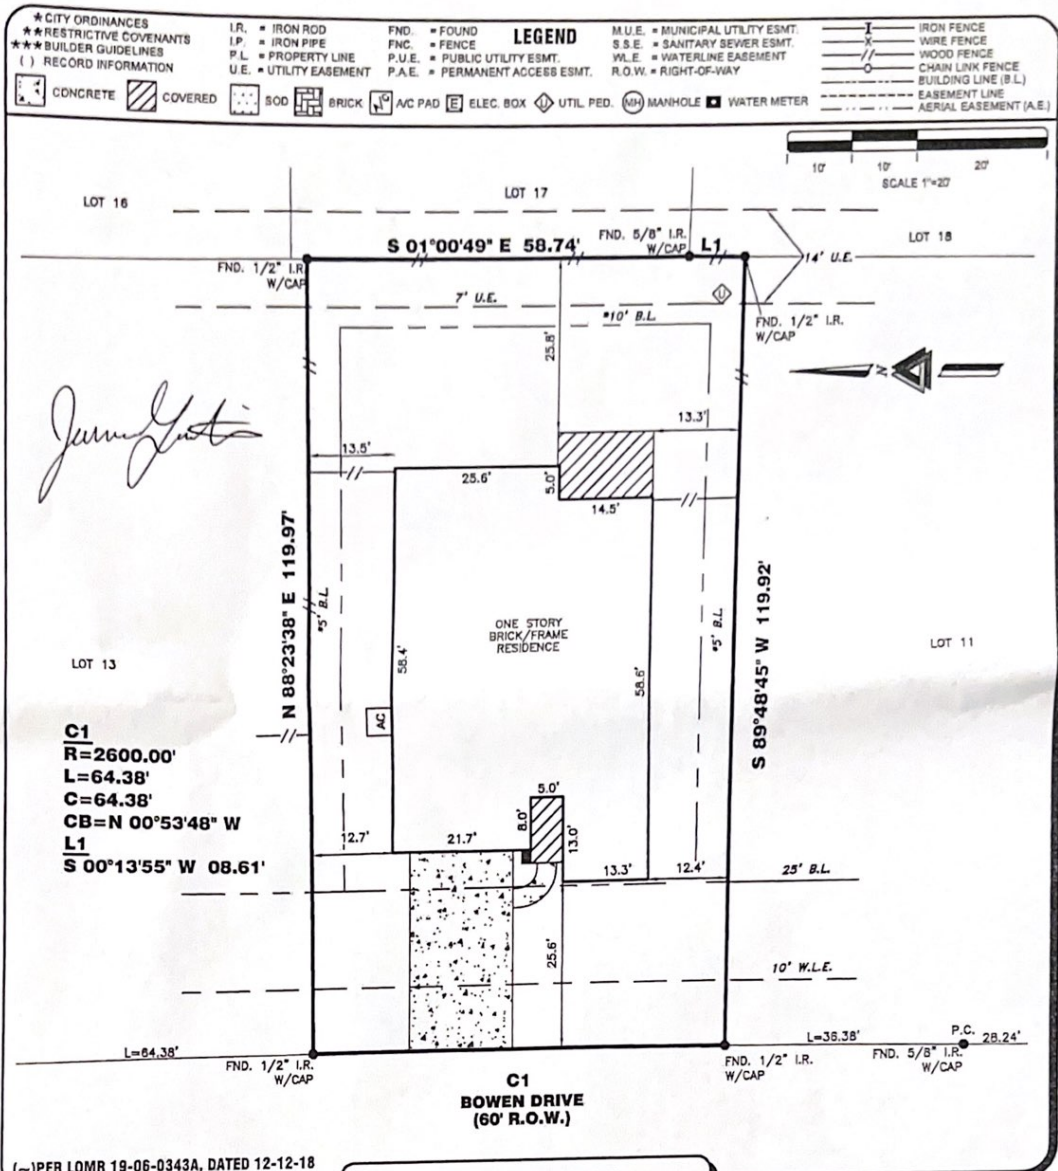 *CITY ORDINANCES
**RESTRICTIVE COVENANTS
***BUILDER GUIDELINES
( ) RECORD INFORMATION
I.R. = IRON ROD
I.P. = IRON PIPE
P.L. = PROPERTY LINE
U.E. = UTILITY EASEMENT
FND. = FOUND
FNC. = FENCE
P.U.E. = PUBLIC UTILITY ESMT.
P.A.E. = PERMANENT ACCESS ESMT.
LEGEND
M.U.E. = MUNICIPAL UTILITY ESMT.
S.S.E. = SANITARY SEWER ESMT.
WL.E. = WATERLINE EASEMENT
R.O.W. = RIGHT-OF-WAY
I IRON FENCE
X WIRE FENCE
// WOOD FENCE
O CHAIN LINK FENCE
BUILDING LINE (B.L.)
EASEMENT LINE
AERIAL EASEMENT (A.E.)
CONCRETE
COVERED
SOD
BRICK
A/C PAD
E ELEC. BOX
U UTIL. PED.
MH MANHOLE
WATER METER
10' 10' 20'
SCALE 1"=20'
LOT 16
LOT 17
LOT 18
S 01°00'49" E 58.74'
FND. 5/8" I.R.
W/CAP
L1
14' U.E.
FND. 1/2" I.R.
W/CAP
7' U.E.
U
*10' B.L.
FND. 1/2" I.R.
W/CAP
N
25.8'
13.3'
13.5'
25.6'
5.0'
14.5'
N 88°23'38" E 119.97'
*5' B.L.
58.4'
ONE STORY
BRICK/FRAME
RESIDENCE
58.6'
*5' B.L.
S 89°48'45" W 119.92'
LOT 13
LOT 11
AC
C1
R=2600.00'
L=64.38'
C=64.38'
CB=N 00°53'48" W
L1
S 00°13'55" W 08.61'
5.0'
8.0'
13.0'
12.7'
21.7'
13.3'
12.4'
25' B.L.
25.6'
10' W.L.E.
L=64.38'
FND. 1/2" I.R.
W/CAP
L=36.38'
P.C.
28.24'
FND. 1/2" I.R.
W/CAP
FND. 5/8" I.R.
W/CAP
C1
BOWEN DRIVE
(60' R.O.W.)
(~)PER LOMR 19-06-0343A, DATED 12-12-18